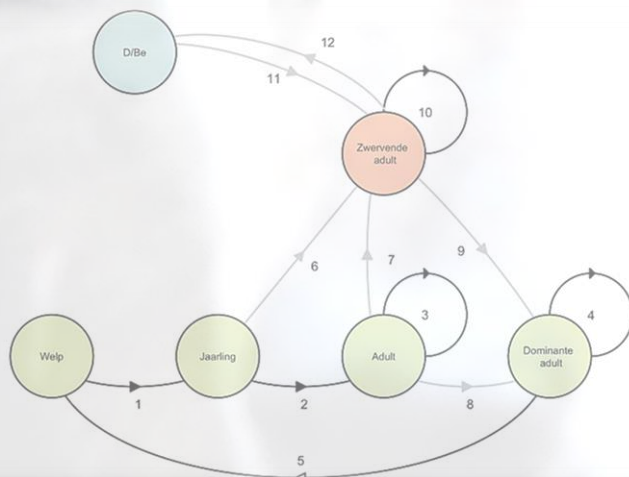 D/Be
12
11
10
Zwervende
adult
6
7
9
3
4
Welp
Jaarling
Adult
Dominante
adult
1
2
8
5